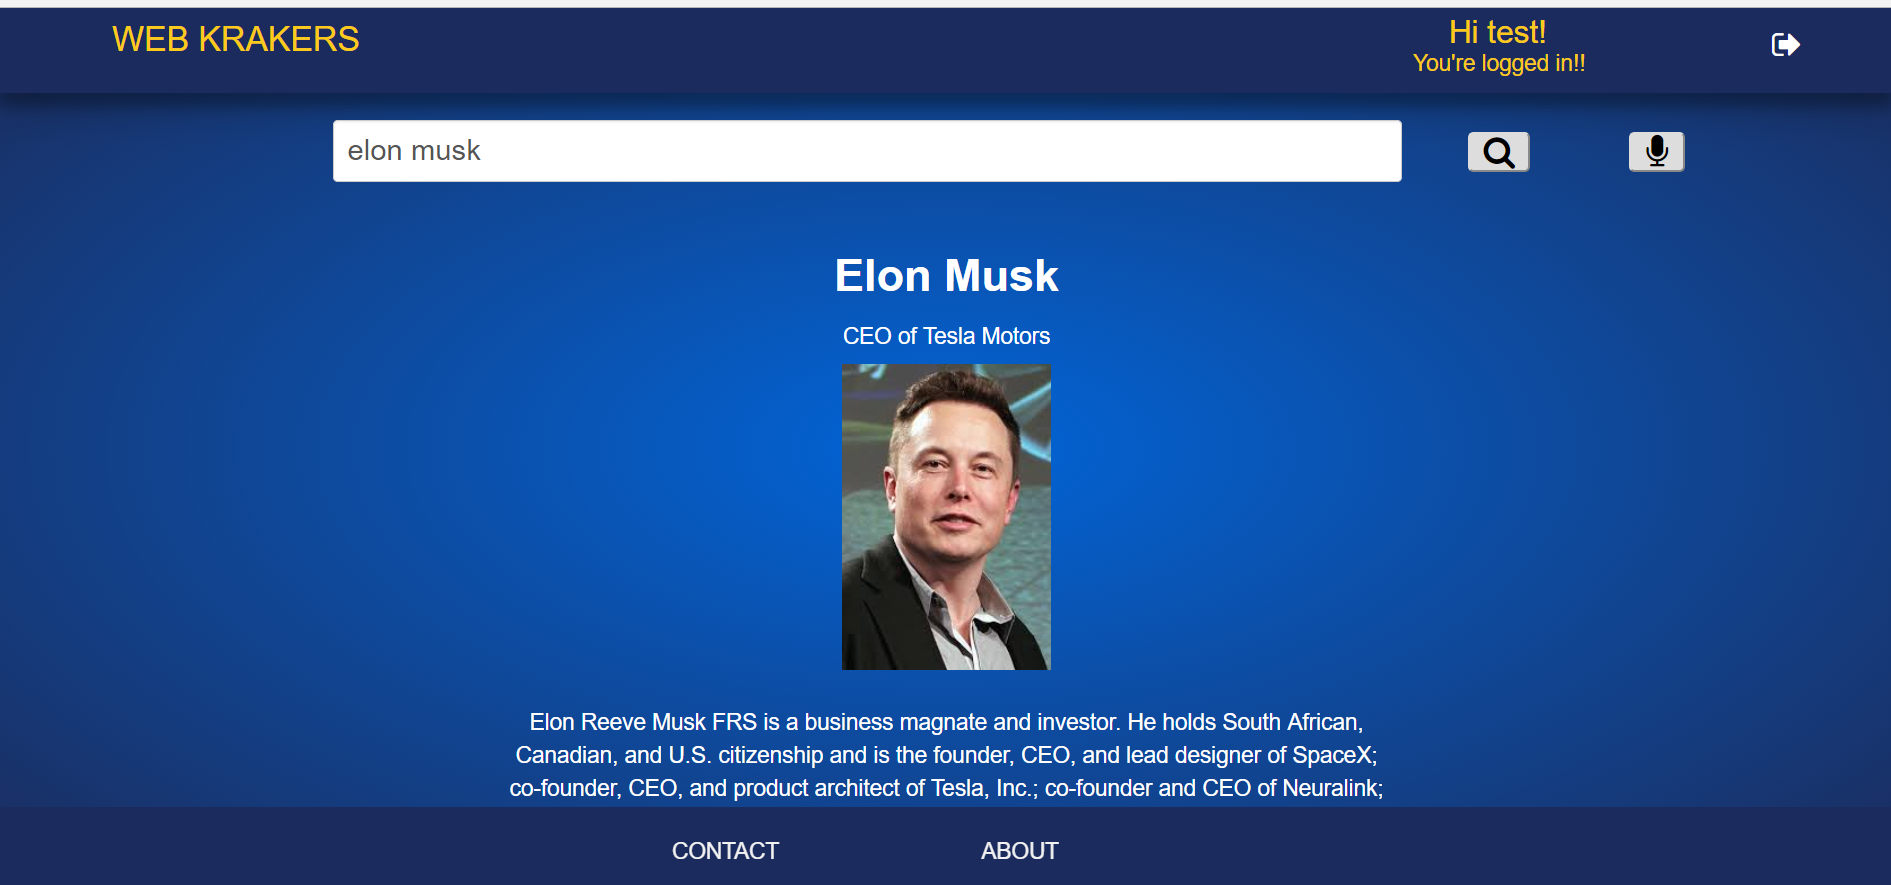 WEB KRAKERS
Hi test!
You're logged in!!
elon musk
Elon Musk
CEO of Tesla Motors
Elon Reeve Musk FRS is a business magnate and investor. He holds South African,
Canadian, and U.S. citizenship and is the founder, CEO, and lead designer of SpaceX;
co-founder, CEO, and product architect of Tesla, Inc.; co-founder and CEO of Neuralink;
CONTACT
ABOUT